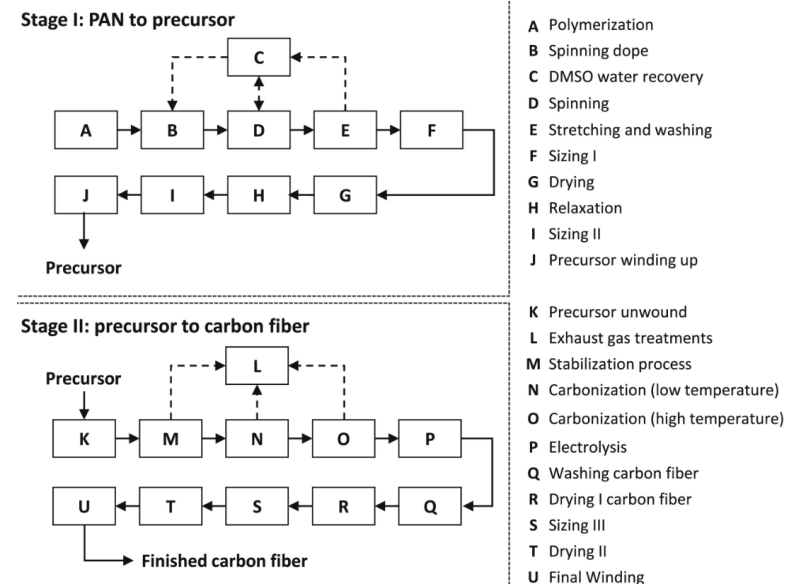 Stage I: PAN to precursor
C
A B D E F
J I H G
Precursor
A Polymerization
B Spinning dope
C DMSO water recovery
D Spinning
E Stretching and washing
F Sizing I
G Drying
H Relaxation
I Sizing II
J Precursor winding up
Stage II: precursor to carbon fiber
L
Precursor
K M N O P
U T S R Q
Finished carbon fiber
K Precursor unwound
L Exhaust gas treatments
M Stabilization process
N Carbonization (low temperature)
O Carbonization (high temperature)
P Electrolysis
Q Washing carbon fiber
R Drying I carbon fiber
S Sizing III
T Drying II
U Final Winding